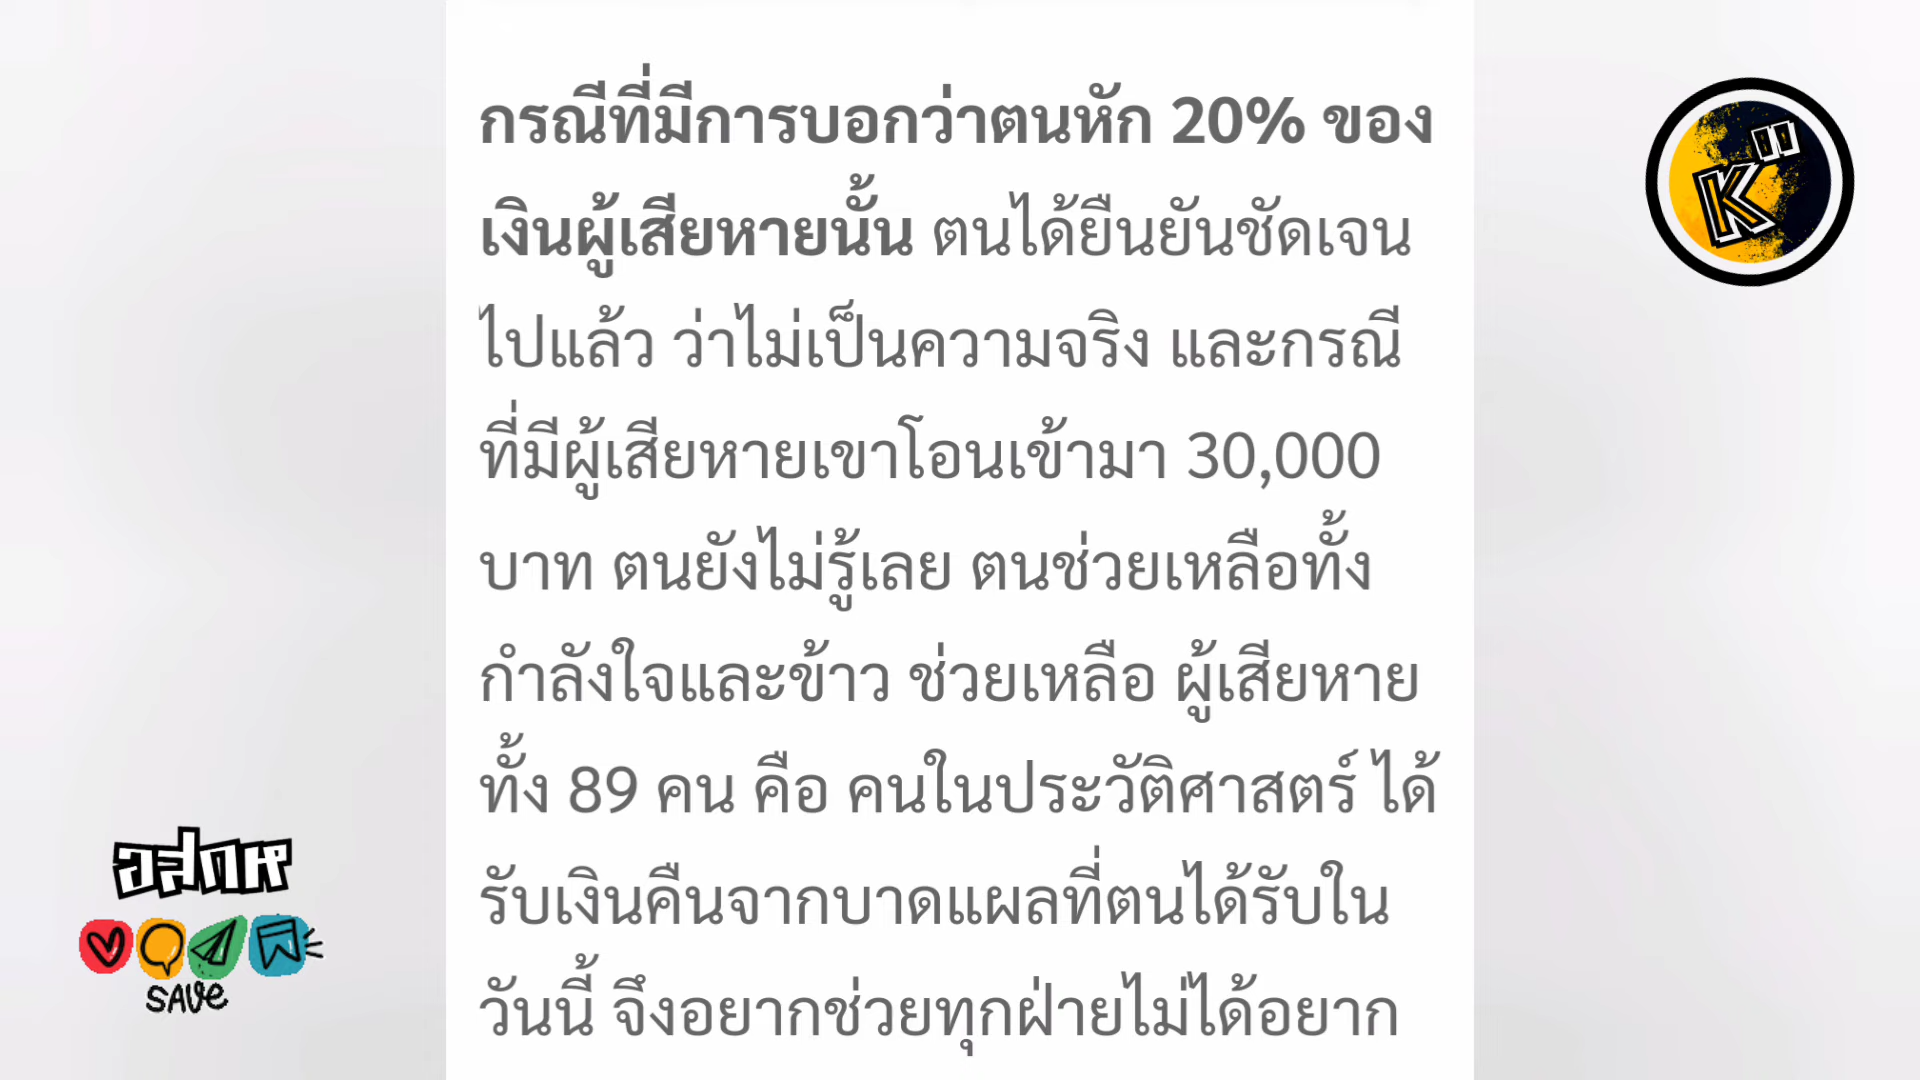 กรณีที่มีการบอกว่าตนหัก 20% ของ
เงินผู้เสียหายนั้น ตนได้ยืนยันชัดเจน
ไปแล้ว ว่าไม่เป็นความจริง และกรณี
ที่มีผู้เสียหายเขาโอนเข้ามา 30,000
บาท ตนยังไม่รู้เลย ตนช่วยเหลือทั้ง
กำลังใจและข้าว ช่วยเหลือ ผู้เสียหาย
ทั้ง 89 คน คือ คนในประวัติศาสตร์ ได้
รับเงินคืนจากบาดแผลที่ตนได้รับใน
วันนี้ จึงอยากช่วยทุกฝ่ายไม่ได้อยาก
K"
อสกห
SAVe